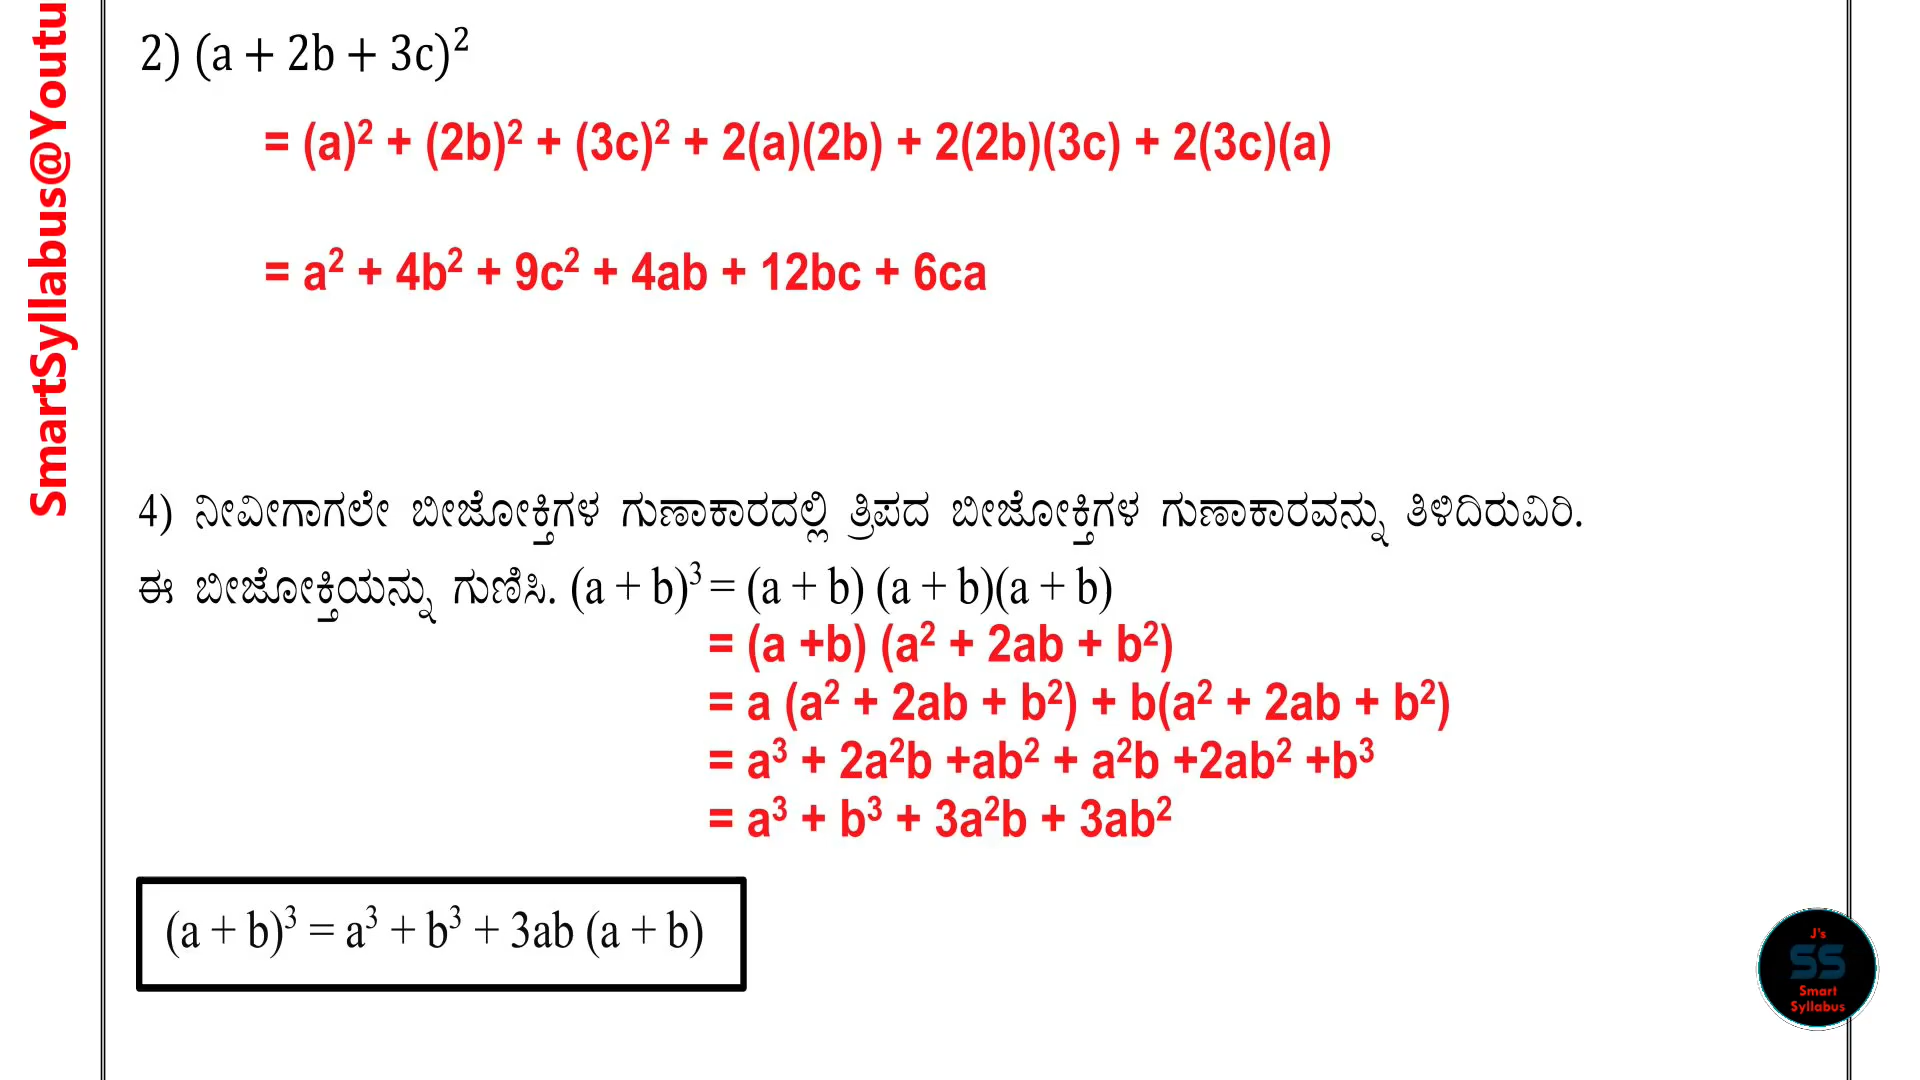 SmartSyllabus@Youtu
2) (a + 2b + 3c)²
= (a)² + (2b)² + (3c)² + 2(a)(2b) + 2(2b)(3c) + 2(3c)(a)
= a² + 4b² + 9c² + 4ab + 12bc + 6ca
4) ನೀವೀಗಾಗಲೇ ಬೀಜೋಕ್ತಿಗಳ ಗುಣಾಕಾರದಲ್ಲಿ ತ್ರಿಪದ ಬೀಜೋಕ್ತಿಗಳ ಗುಣಾಕಾರವನ್ನು ತಿಳಿದಿರುವಿರಿ.
ಈ ಬೀಜೋಕ್ತಿಯನ್ನು ಗುಣಿಸಿ. (a + b)³ = (a + b) (a + b)(a + b)
= (a +b) (a² + 2ab + b²)
= a (a² + 2ab + b²) + b(a² + 2ab + b²)
= a³ + 2a²b +ab² + a²b +2ab² +b³
= a³ + b³ + 3a²b + 3ab²
(a + b)³ = a³ + b³ + 3ab (a + b)
J's
SS
Smart
Syllabus